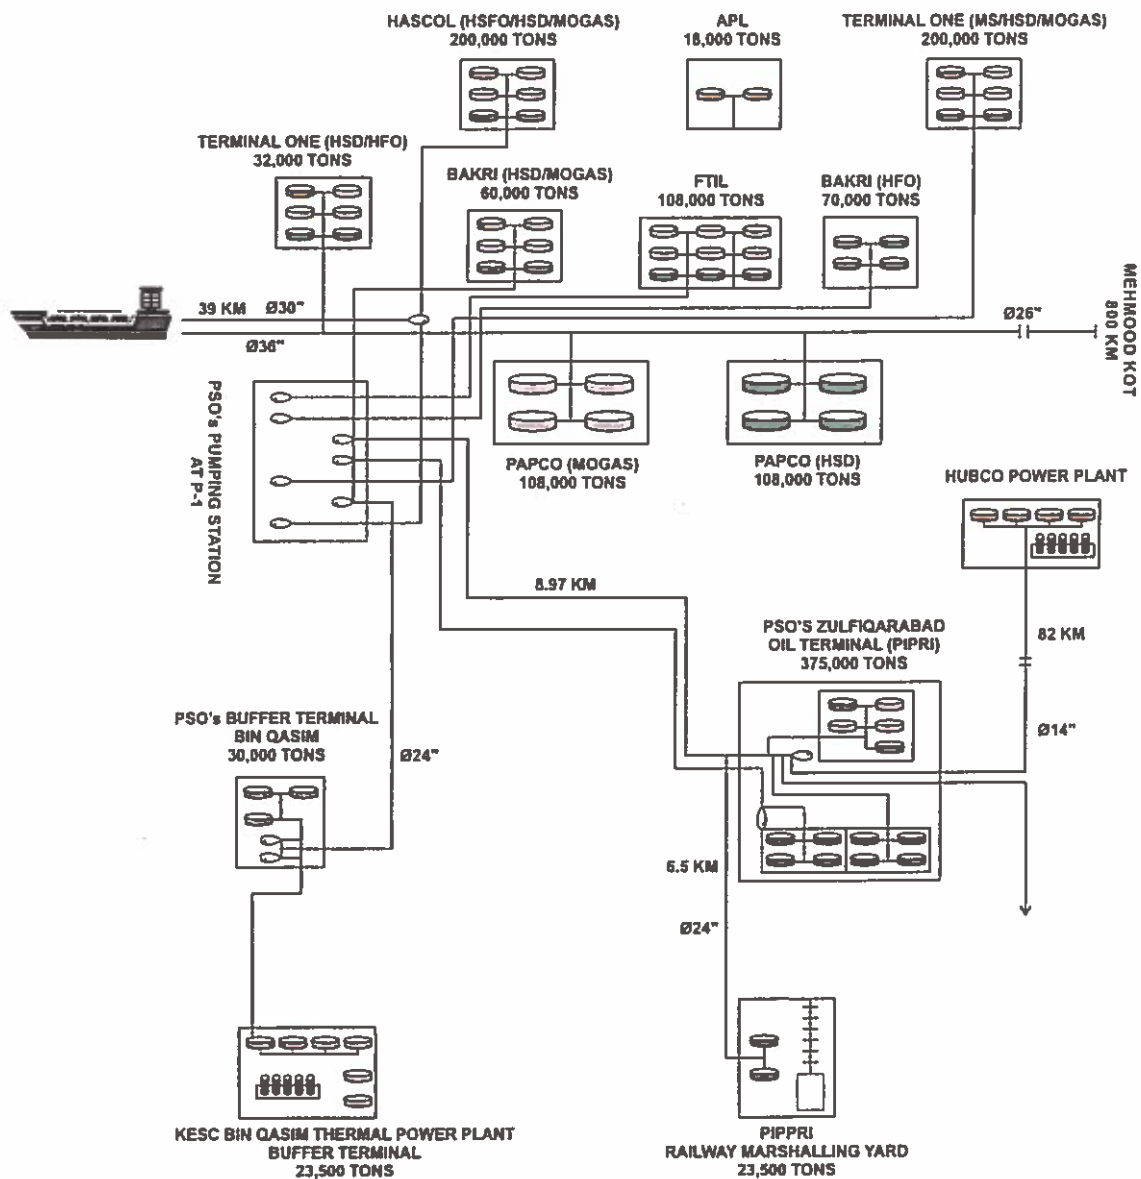 HASCOL (HSFO/HSD/MOGAS)
200,000 TONS
APL
18,000 TONS
TERMINAL ONE (MS/HSD/MOGAS)
200,000 TONS
TERMINAL ONE (HSD/HFO)
32,000 TONS
BAKRI (HSD/MOGAS)
60,000 TONS
FTIL
108,000 TONS
BAKRI (HFO)
70,000 TONS
39 KM Ø30"
Ø36"
Ø26"
MEHMOOD KOT
800 KM
PSO's PUMPING STATION
AT P-1
PAPCO (MOGAS)
108,000 TONS
PAPCO (HSD)
108,000 TONS
HUBCO POWER PLANT
8.97 KM
82 KM
PSO'S ZULFIQARABAD
OIL TERMINAL (PIPRI)
375,000 TONS
PSO's BUFFER TERMINAL
BIN QASIM
30,000 TONS
Ø24"
Ø14"
6.5 KM
Ø24"
KESC BIN QASIM THERMAL POWER PLANT
BUFFER TERMINAL
23,500 TONS
PIPPRI
RAILWAY MARSHALLING YARD
23,500 TONS